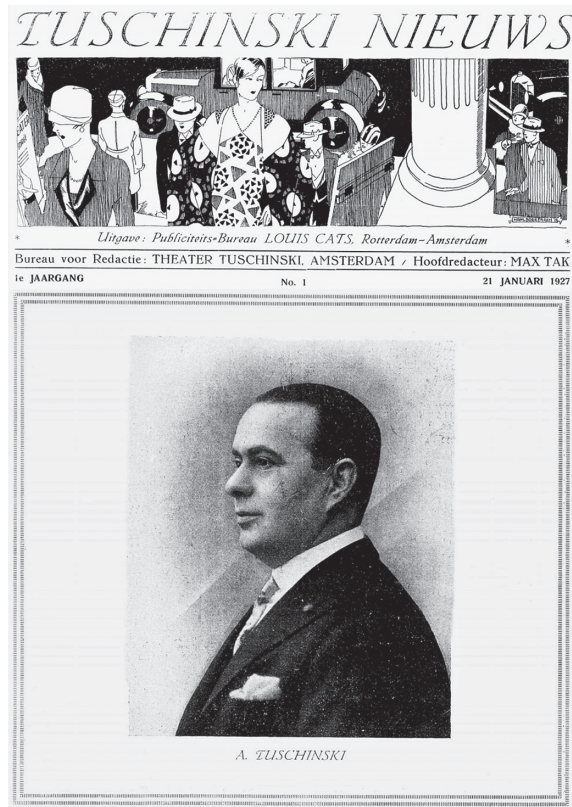 TUSCHINSKI NIEUWS
* Uitgave: Publiciteits=Bureau LOUIS CATS, Rotterdam–Amsterdam *
Bureau voor Redactie: THEATER TUSCHINSKI, AMSTERDAM / Hoofdredacteur: MAX TAK
1e JAARGANG No. 1 21 JANUARI 1927
A. TUSCHINSKI